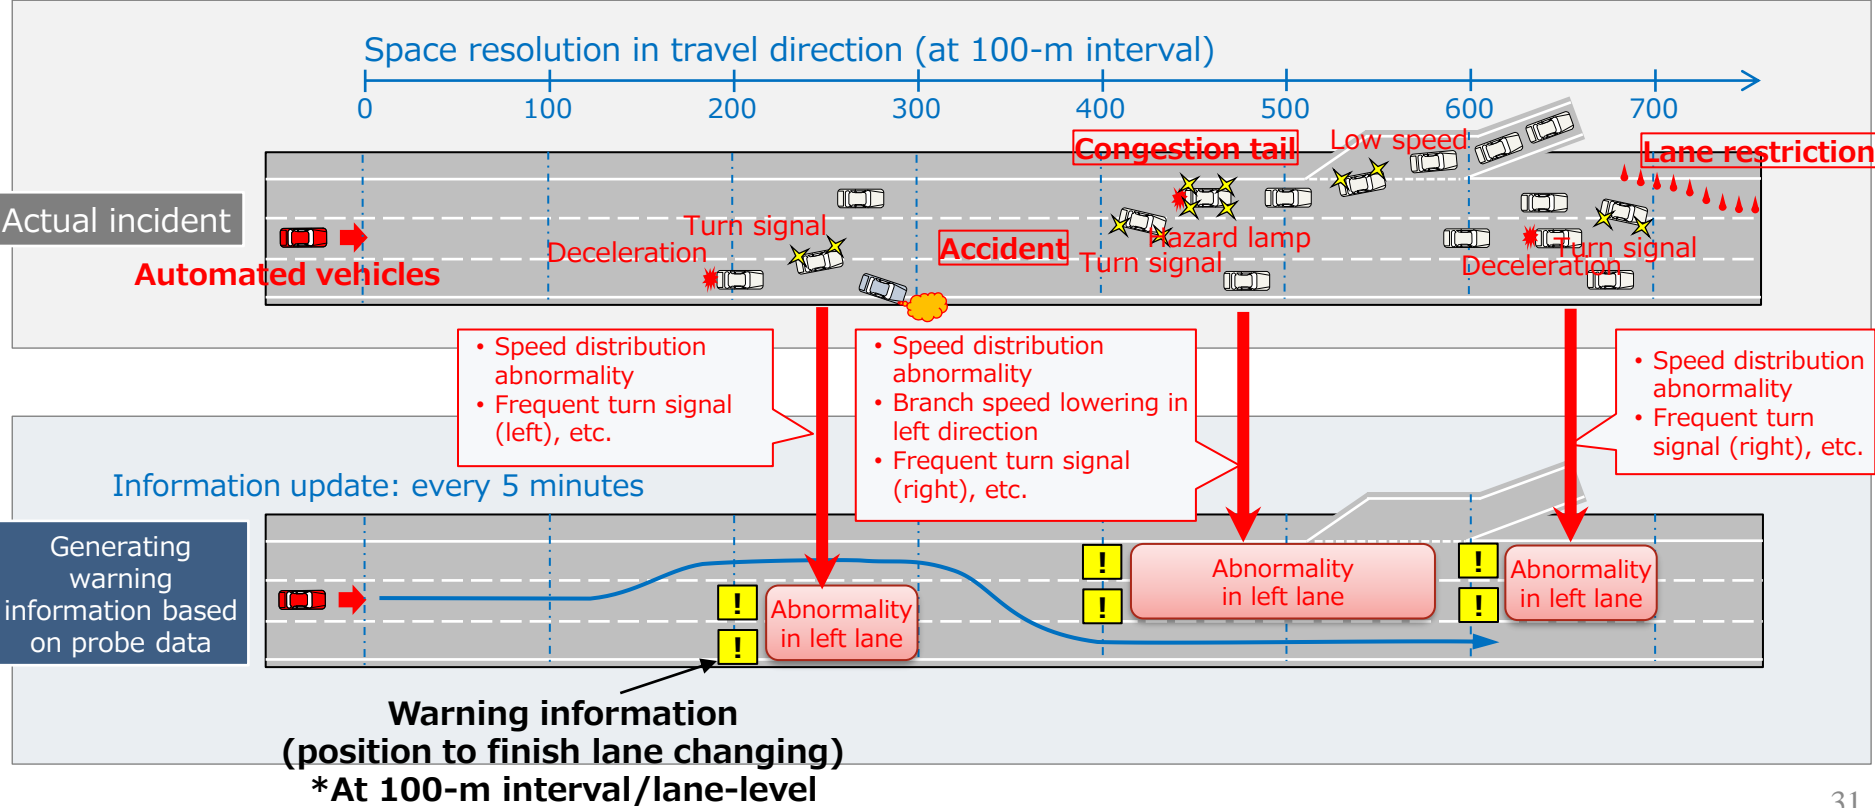 Space resolution in travel direction (at 100-m interval)
0 100 200 300 400 500 600 700
Congestion tail
Low speed
Lane restriction
Actual incident
Automated vehicles
Deceleration
Turn signal
Accident
Turn signal
Hazard lamp
Deceleration
Turn signal
• Speed distribution
abnormality
• Frequent turn signal
(left), etc.
• Speed distribution
abnormality
• Branch speed lowering in
left direction
• Frequent turn signal
(right), etc.
• Speed distribution
abnormality
• Frequent turn
signal (right), etc.
Information update: every 5 minutes
Generating
warning
information based
on probe data
!
!
Abnormality
in left lane
!
!
Abnormality
in left lane
!
!
Abnormality
in left lane
Warning information
(position to finish lane changing)
*At 100-m interval/lane-level
31